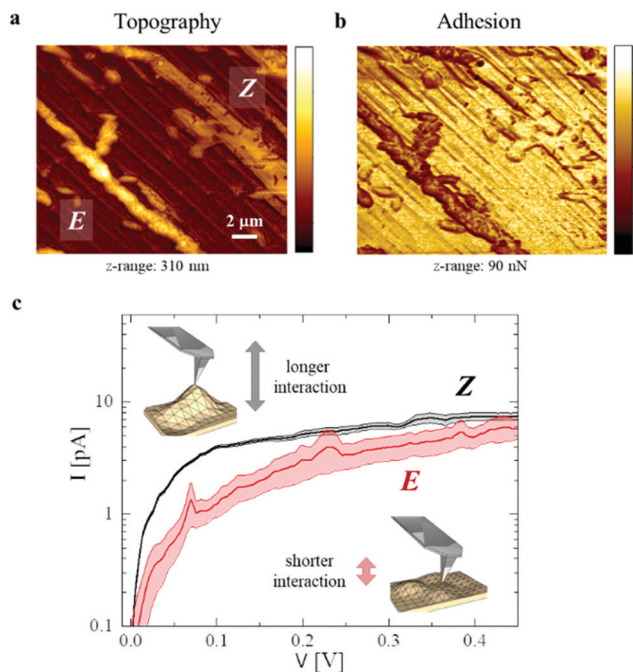 a Topography
b Adhesion
Z
E
2 μm
z-range: 310 nm
z-range: 90 nN
c
longer
interaction
Z
E
shorter
interaction
I [pA]
10
1
0.1
0.0 0.1 0.2 0.3 0.4
V [V]